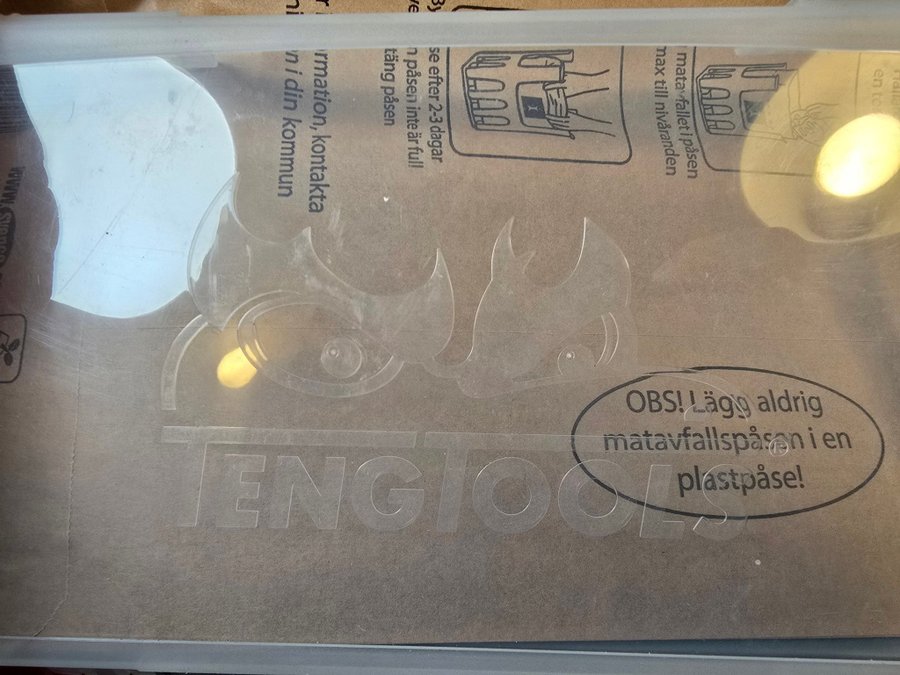 rmation, kontakta
n i din kommun
se efter 2-3 dagar
n påsen inte är full
täng påsen
matavfallet i påsen
max till nivåranden
TENGTOOLS®
OBS! Lägg aldrig
matavfallspåsen i en
plastpåse!
www.